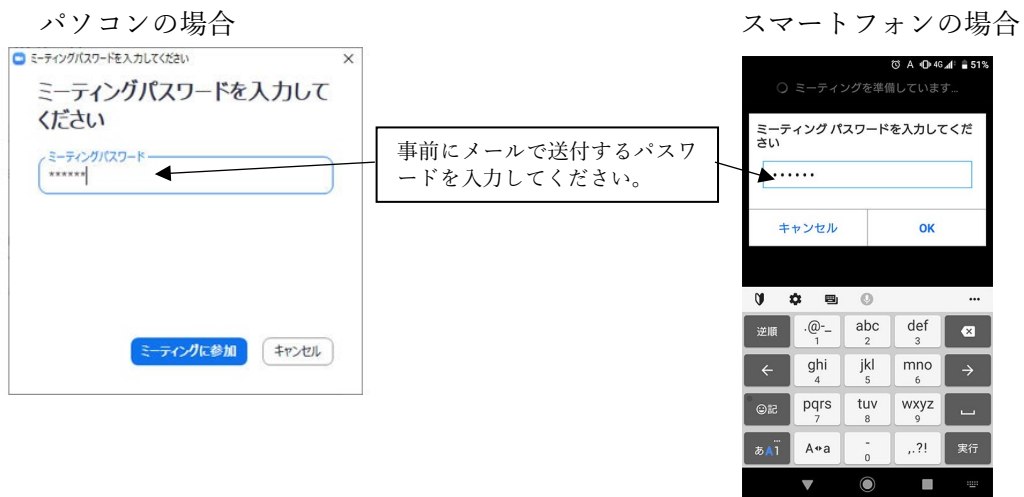 パソコンの場合
スマートフォンの場合
ミーティングパスワードを入力してください
ミーティングパスワードを入力して
ください
ミーティングパスワード
******
ミーティングに参加
キャンセル
事前にメールで送付するパスワ
ードを入力してください。
A 4G 51%
ミーティングを準備しています...
ミーティング パスワードを入力してくだ
さい
••••••
キャンセル
OK
逆順
.@-_
1
abc
2
def
3
ghi
4
jkl
5
mno
6
☺記
pqrs
7
tuv
8
wxyz
9
あA1
A⇔a
-
0
,.?!
実行